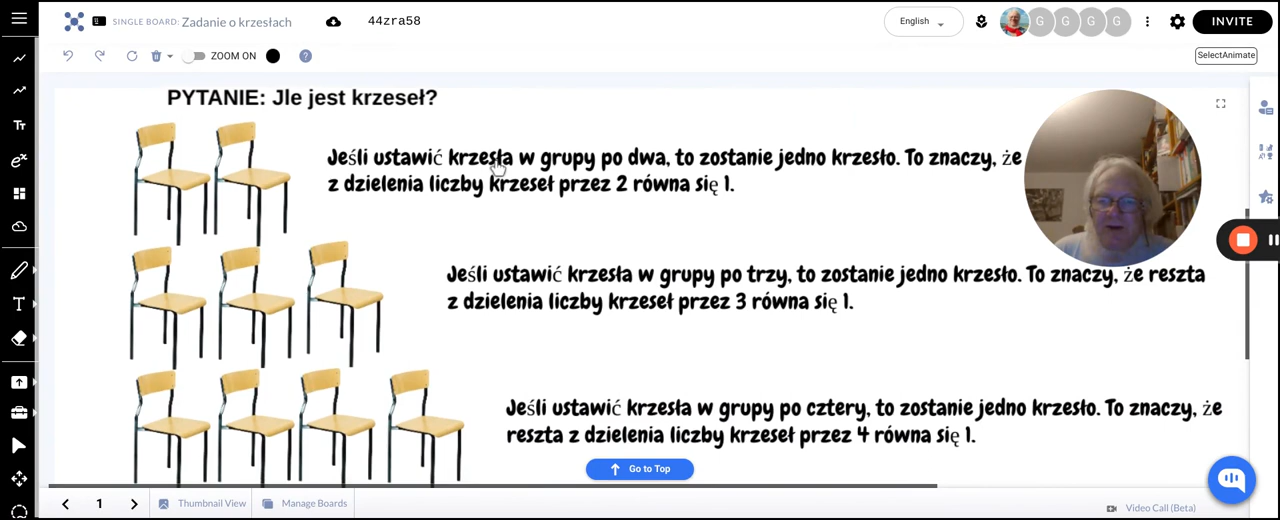 SINGLE BOARD: Zadanie o krzesłach
44zra58
English
G G G G
INVITE
ZOOM ON
SelectAnimate
PYTANIE: Jle jest krzeseł?
Jeśli ustawić krzesła w grupy po dwa, to zostanie jedno krzesło. To znaczy, że
z dzielenia liczby krzeseł przez 2 równa się 1.
Jeśli ustawić krzesła w grupy po trzy, to zostanie jedno krzesło. To znaczy, że reszta
z dzielenia liczby krzeseł przez 3 równa się 1.
Jeśli ustawić krzesła w grupy po cztery, to zostanie jedno krzesło. To znaczy, że
reszta z dzielenia liczby krzeseł przez 4 równa się 1.
Go to Top
1
Thumbnail View
Manage Boards
Video Call (Beta)